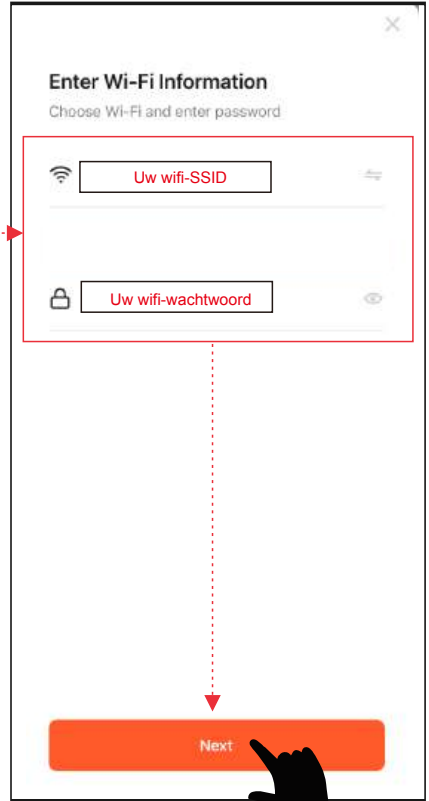 Enter Wi-Fi Information
Choose Wi-Fi and enter password
Uw wifi-SSID
Uw wifi-wachtwoord
Next